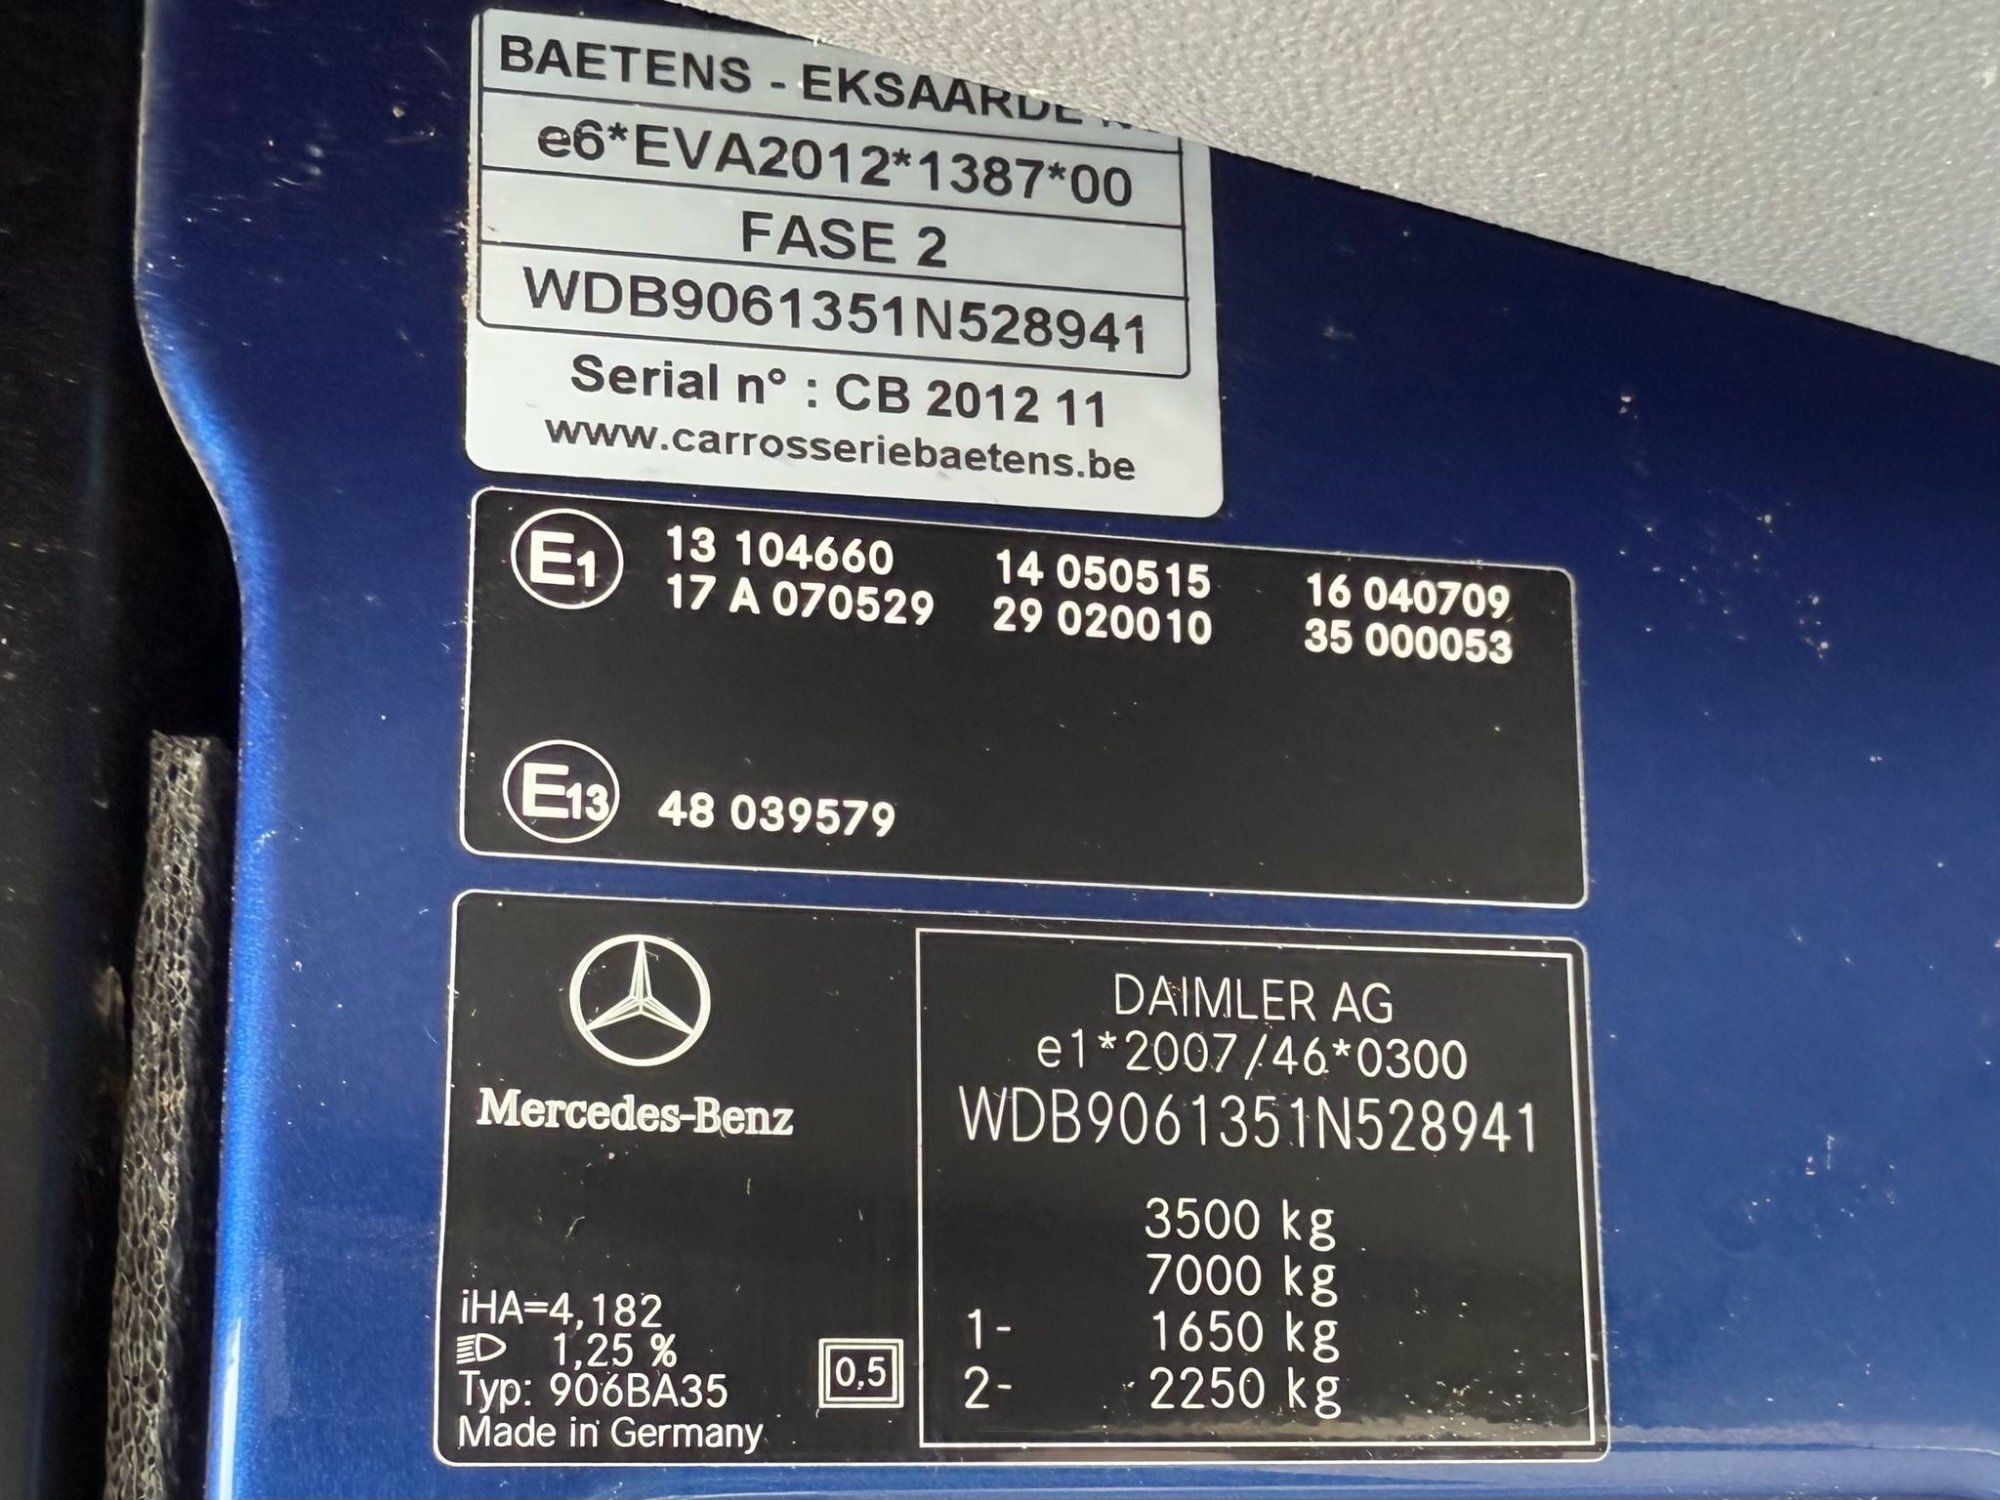 BAETENS - EKSAARDE
e6*EVA2012*1387*00
FASE 2
WDB9061351N528941
Serial n° : CB 2012 11
www.carrosseriebaetens.be
E1 13 104660 14 050515 16 040709
17 A 070529 29 020010 35 000053
E13 48 039579
Mercedes-Benz
iHA=4,182
1,25 %
Typ: 906BA35
Made in Germany
0,5
DAIMLER AG
e1*2007/46*0300
WDB9061351N528941
3500 kg
7000 kg
1- 1650 kg
2- 2250 kg